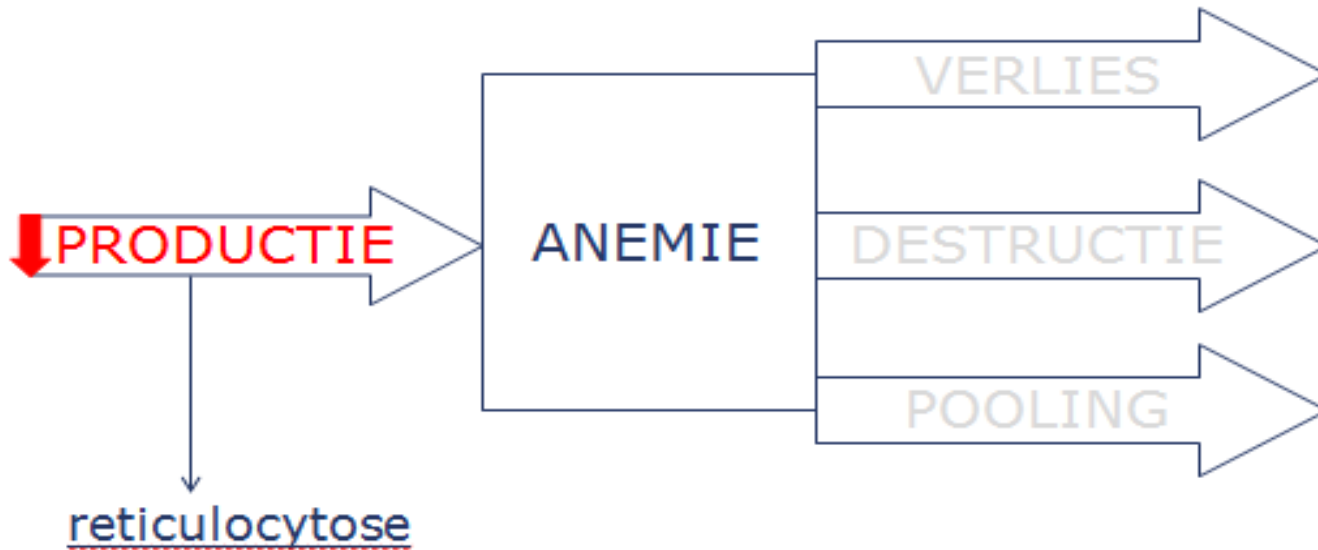 VERLIES
PRODUCTIE
ANEMIE
DESTRUCTIE
POOLING
reticulocytose